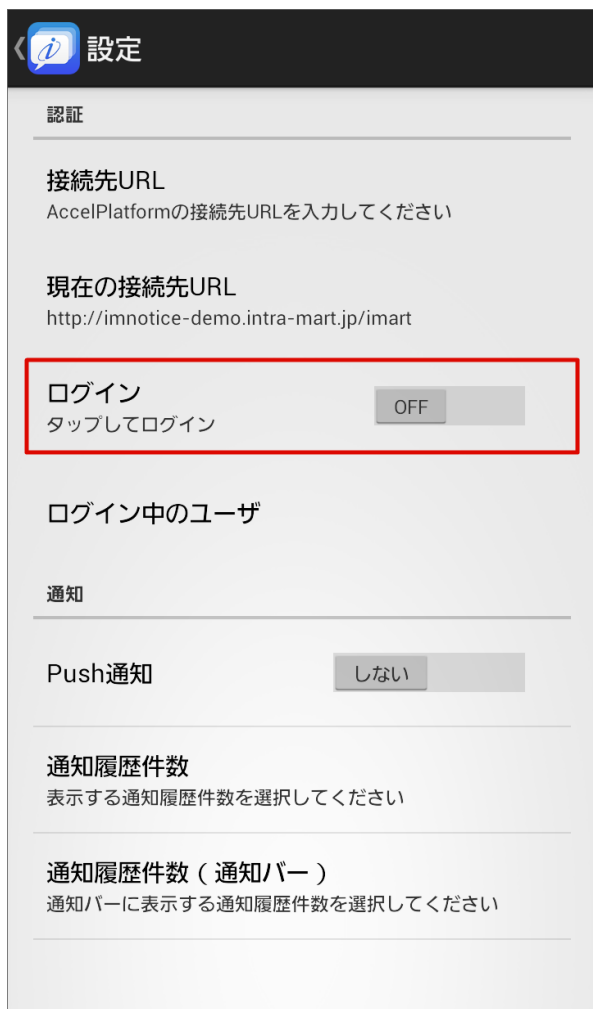 設定
認証
接続先URL
AccelPlatformの接続先URLを入力してください
現在の接続先URL
http://imnotice-demo.intra-mart.jp/imart
ログイン
OFF
タップしてログイン
ログイン中のユーザ
通知
Push通知
しない
通知履歴件数
表示する通知履歴件数を選択してください
通知履歴件数 ( 通知バー )
通知バーに表示する通知履歴件数を選択してください